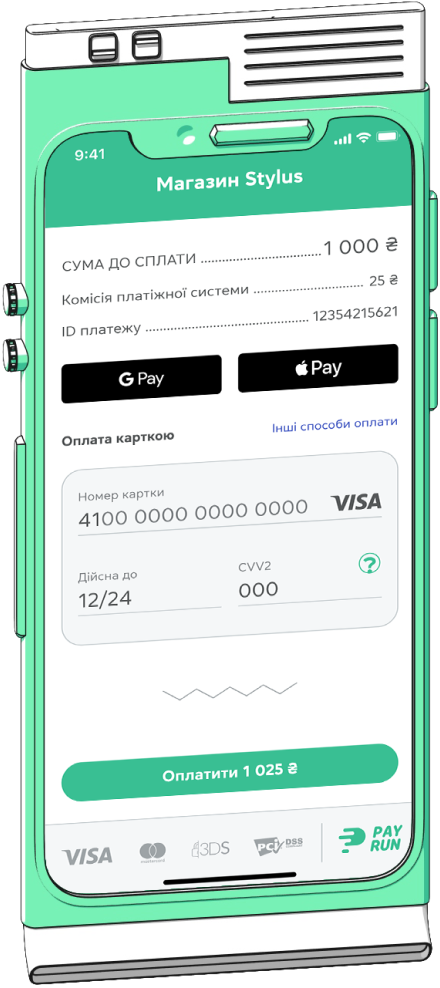 9:41
Магазин Stylus
СУМА ДО СПЛАТИ ........................ 1 000 ₴
Комісія платіжної системи ........................ 25 ₴
ID платежу ........................ 12354215621
G Pay Pay
Оплата карткою Інші способи оплати
Номер картки
4100 0000 0000 0000 VISA
Дійсна до CVV2 ?
12/24 000
Оплатити 1 025 ₴
VISA mastercard 3DS PCI DSS PAY RUN